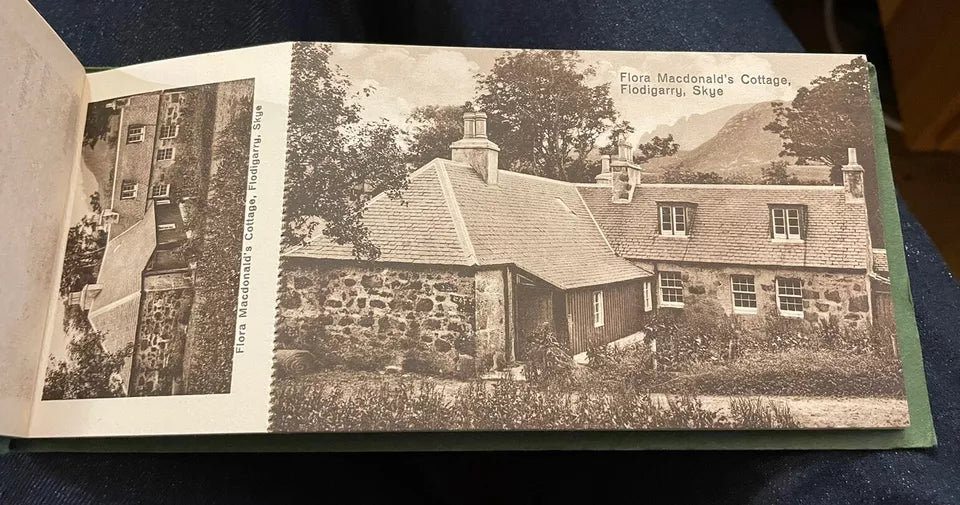 Flora Macdonald's Cottage, Flodigarry, Skye
Flora Macdonald's Cottage,
Flodigarry, Skye